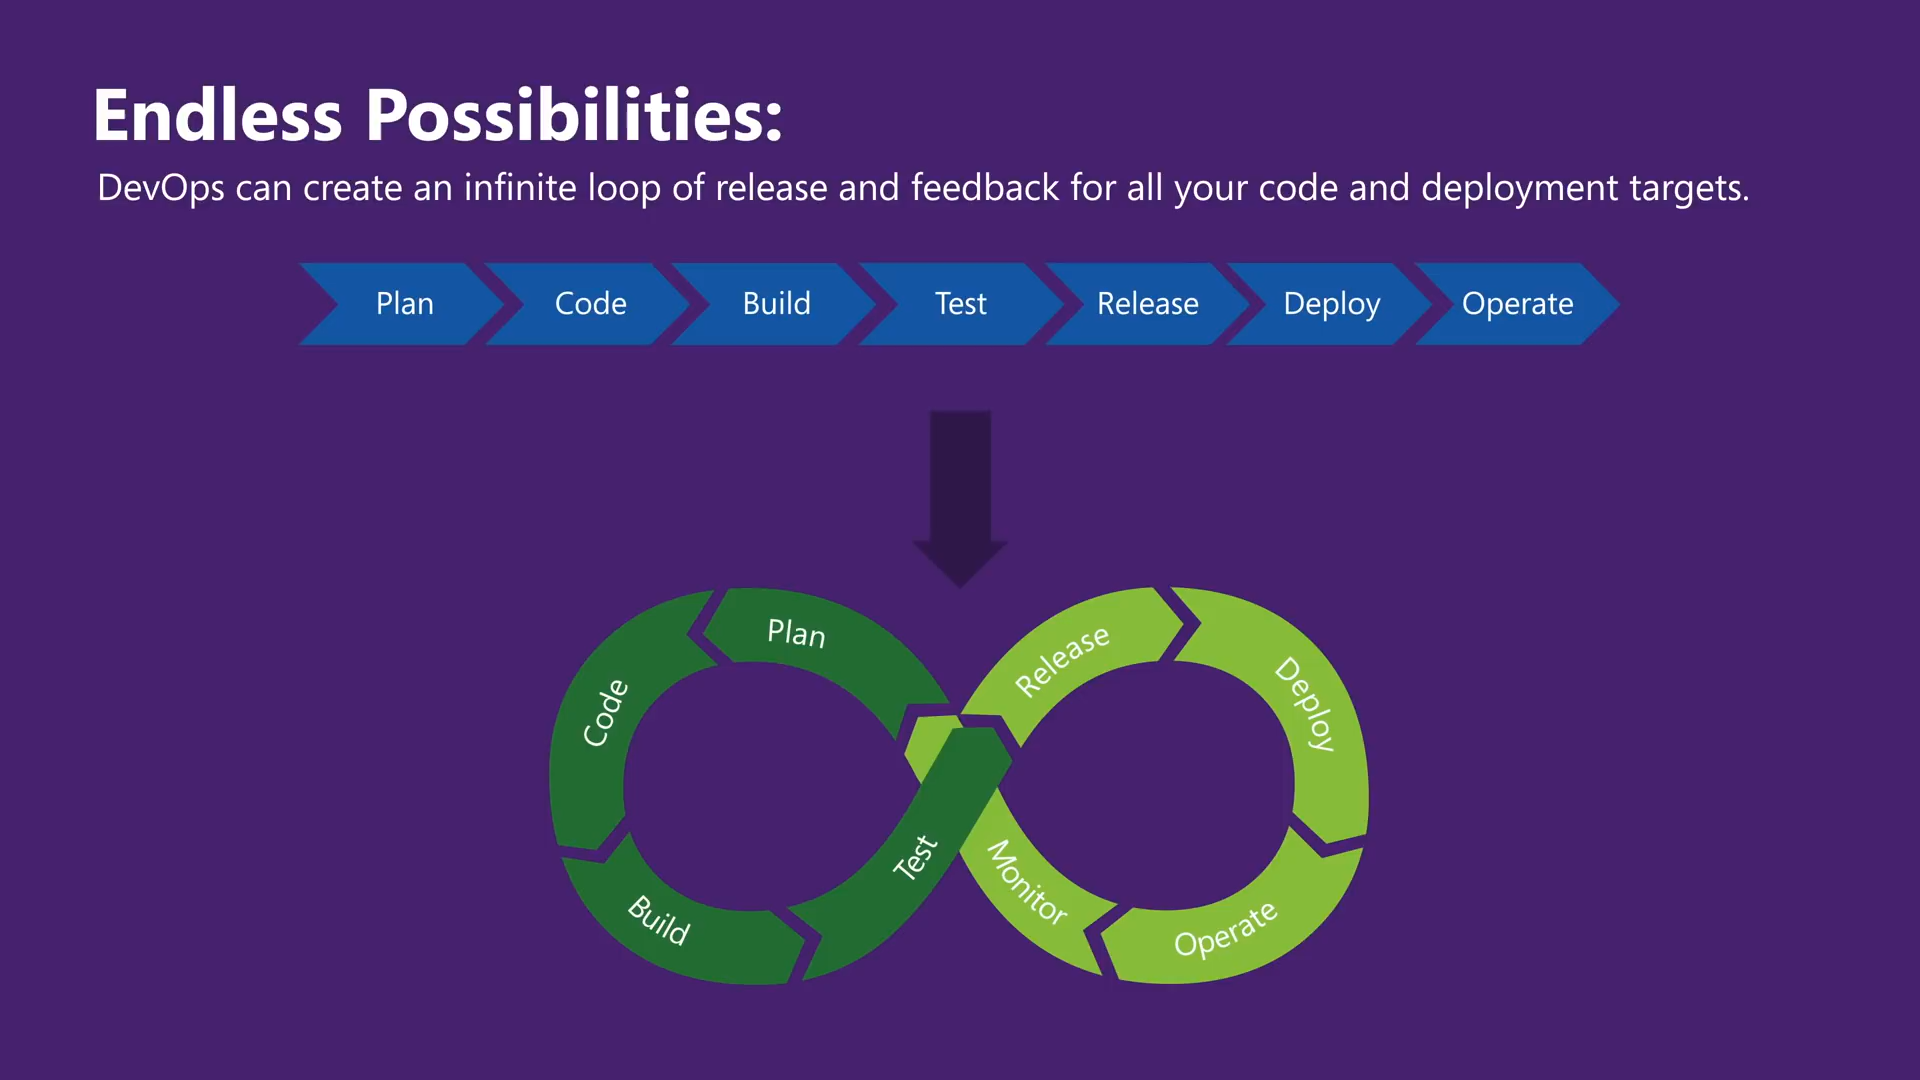 Endless Possibilities:
DevOps can create an infinite loop of release and feedback for all your code and deployment targets.
Plan
Code
Build
Test
Release
Deploy
Operate
Plan
Code
Build
Test
Release
Deploy
Operate
Monitor